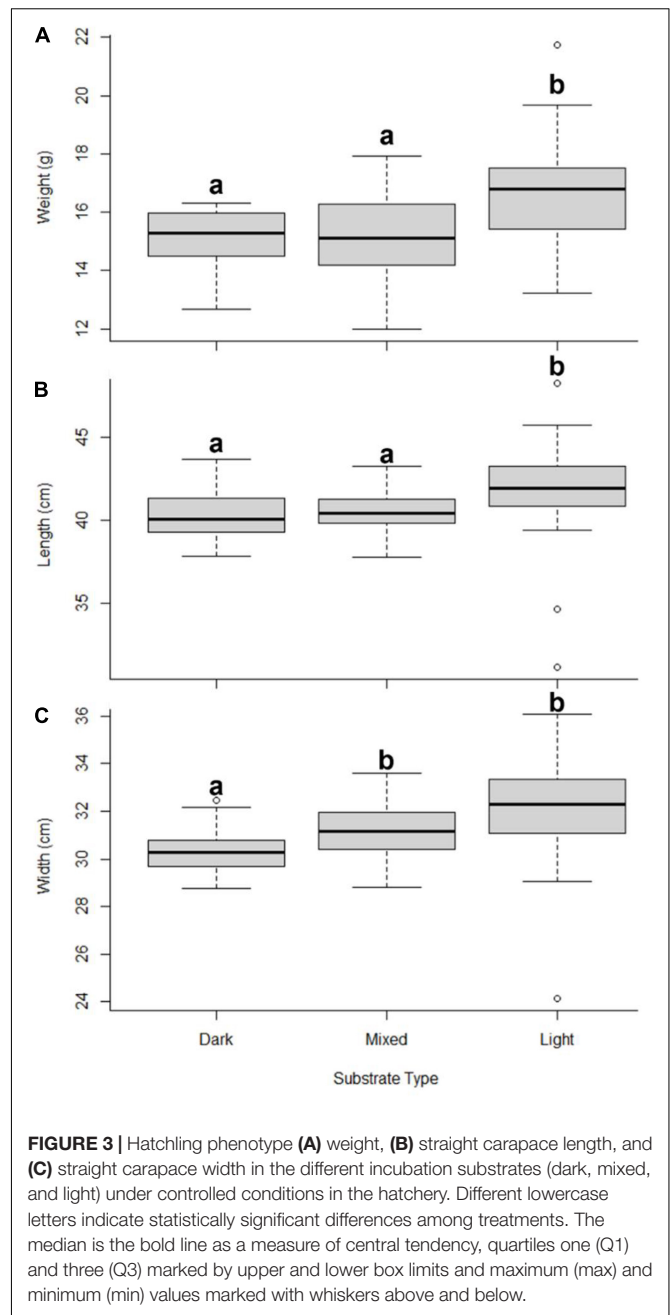 A
22
20
18
16
14
12
Weight (g)
a
a
b
B
45
40
35
Length (cm)
a
a
b
C
36
34
32
30
28
26
24
Width (cm)
a
b
b
Dark Mixed Light
Substrate Type
FIGURE 3 | Hatchling phenotype (A) weight, (B) straight carapace length, and
(C) straight carapace width in the different incubation substrates (dark, mixed,
and light) under controlled conditions in the hatchery. Different lowercase
letters indicate statistically significant differences among treatments. The
median is the bold line as a measure of central tendency, quartiles one (Q1)
and three (Q3) marked by upper and lower box limits and maximum (max) and
minimum (min) values marked with whiskers above and below.